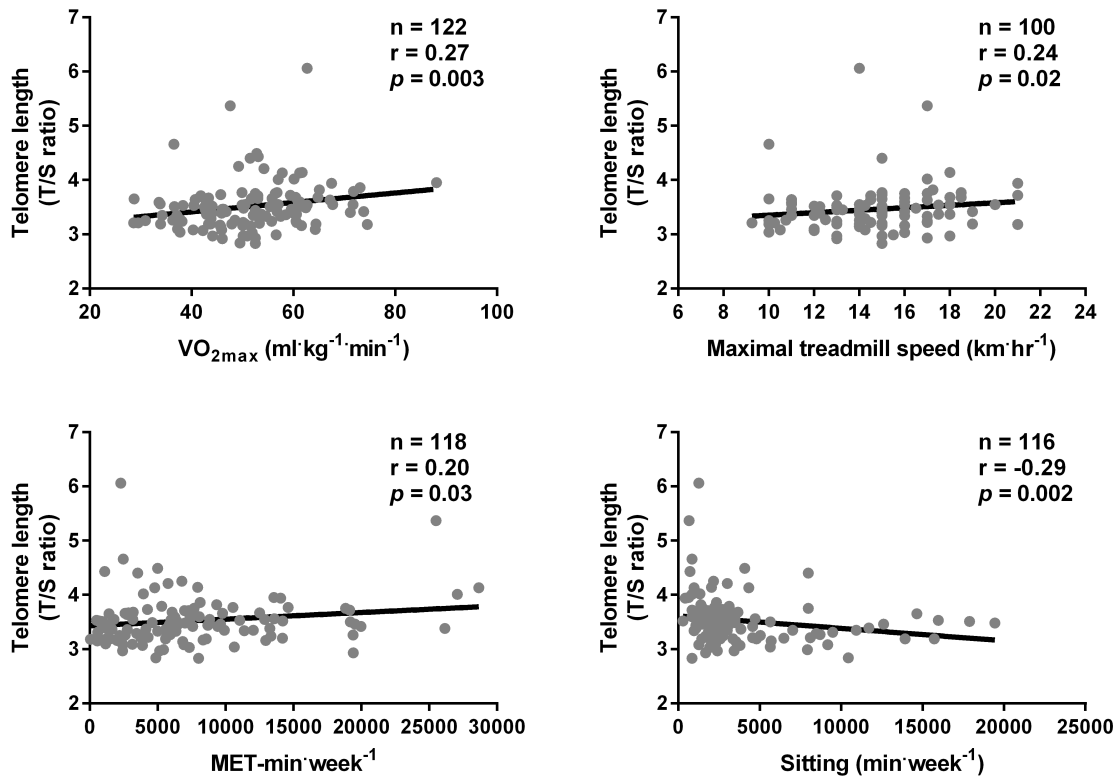 7
6
5
4
3
2
Telomere length
(T/S ratio)
n = 122
r = 0.27
p = 0.003
20 40 60 80 100
VO2max (ml·kg-1·min-1)
7
6
5
4
3
2
Telomere length
(T/S ratio)
n = 100
r = 0.24
p = 0.02
6 8 10 12 14 16 18 20 22 24
Maximal treadmill speed (km·hr-1)
7
6
5
4
3
2
Telomere length
(T/S ratio)
n = 118
r = 0.20
p = 0.03
0 5000 10000 15000 20000 25000 30000
MET-min·week-1
7
6
5
4
3
2
Telomere length
(T/S ratio)
n = 116
r = -0.29
p = 0.002
0 5000 10000 15000 20000 25000
Sitting (min·week-1)